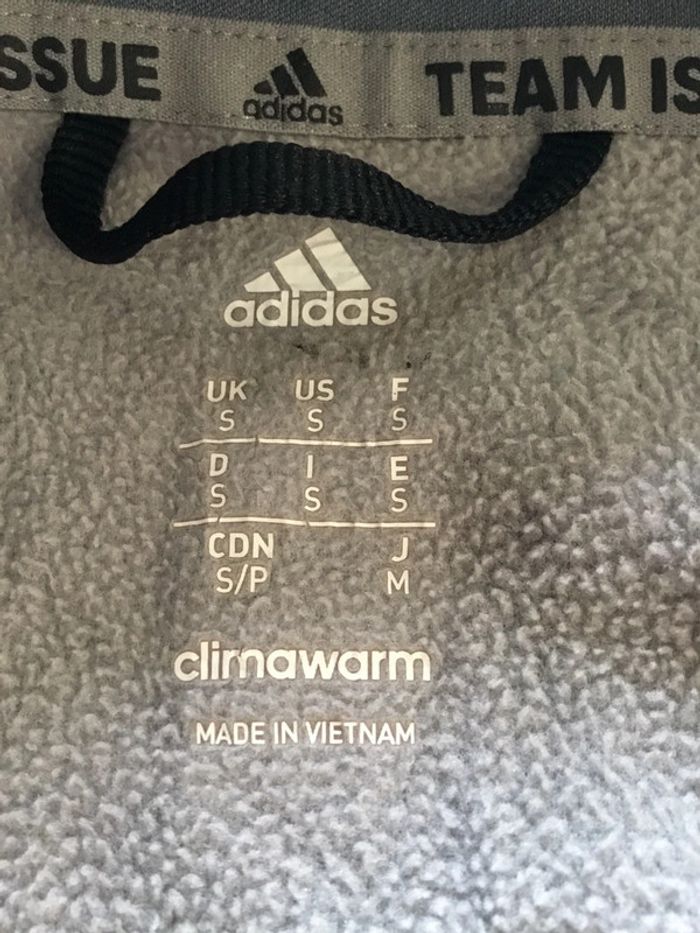 SSUE adidas TEAM IS
adidas
UK US F
S S S
D I E
S S S
CDN J
S/P M
climawarm
MADE IN VIETNAM